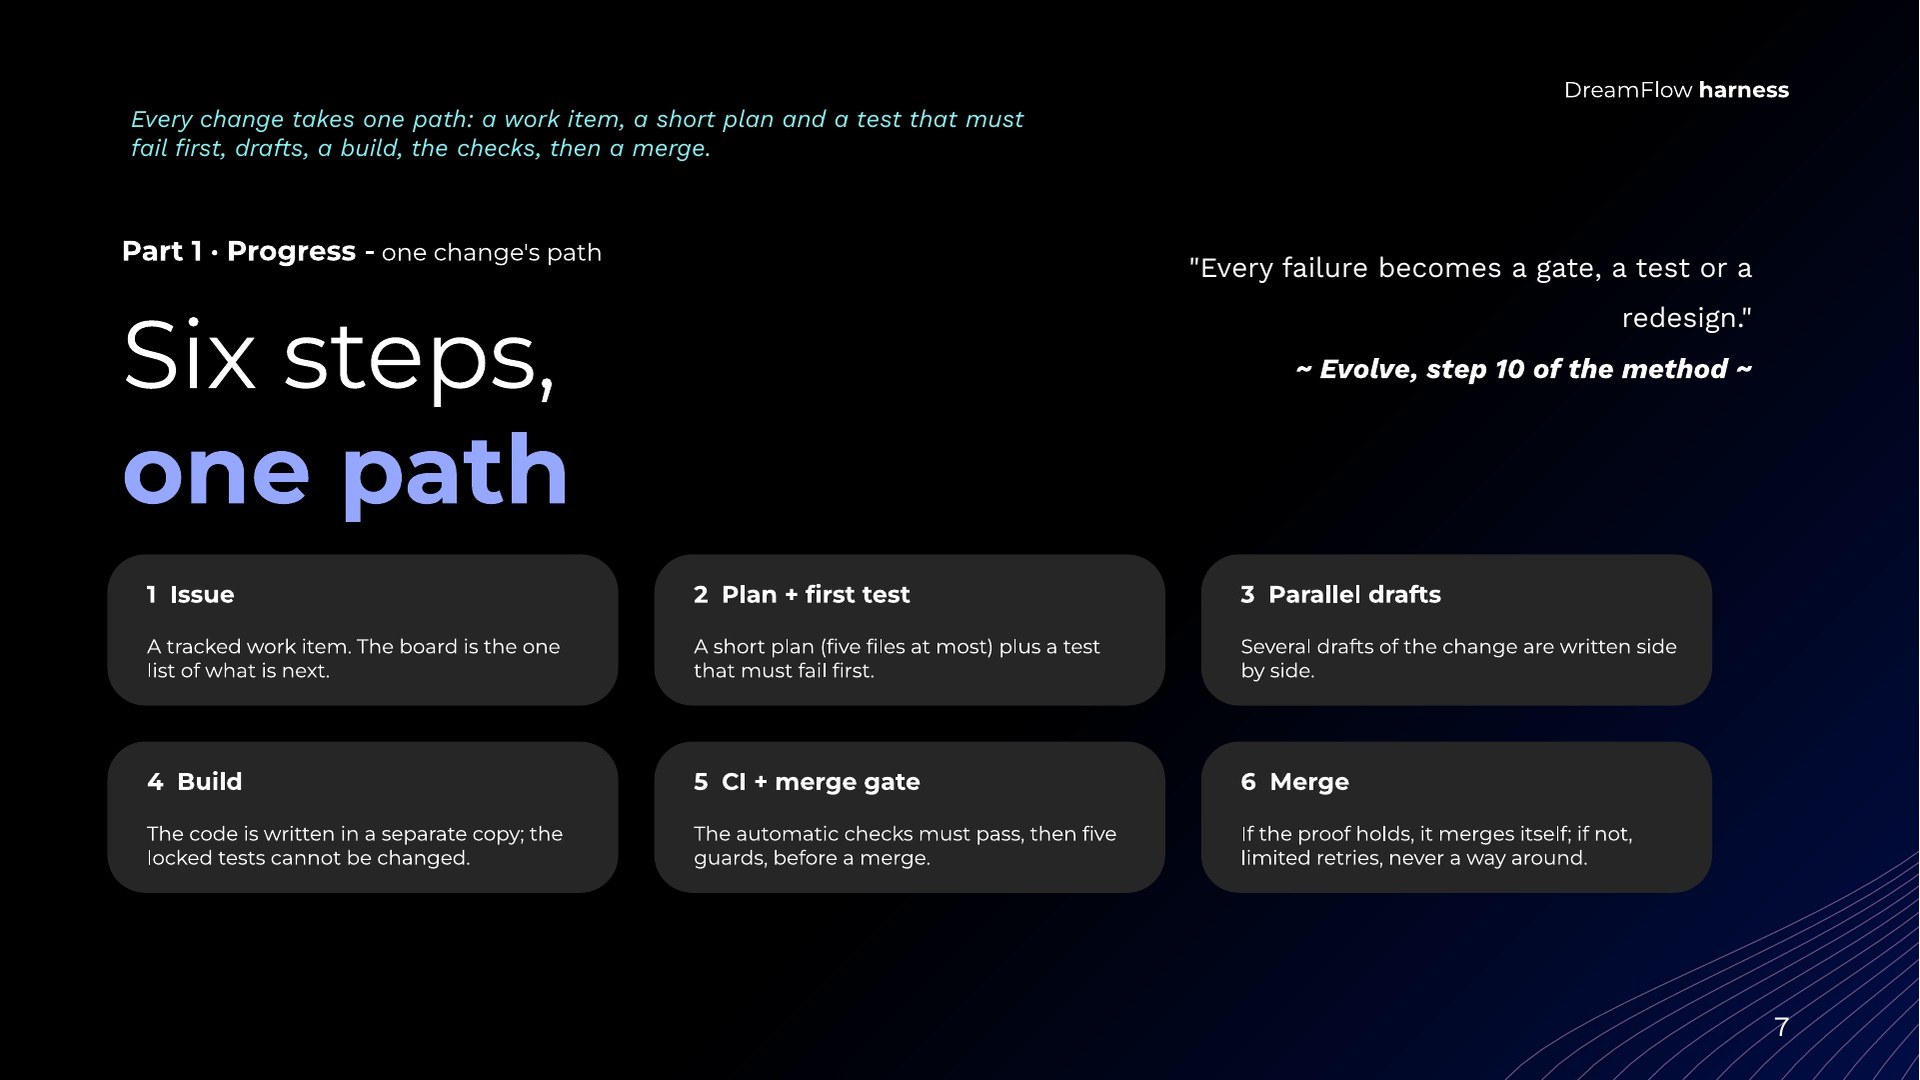 DreamFlow harness
Every change takes one path: a work item, a short plan and a test that must
fail first, drafts, a build, the checks, then a merge.
Part 1 · Progress - one change's path
"Every failure becomes a gate, a test or a
redesign."
~ Evolve, step 10 of the method ~
Six steps,
one path
1 Issue
A tracked work item. The board is the one
list of what is next.
2 Plan + first test
A short plan (five files at most) plus a test
that must fail first.
3 Parallel drafts
Several drafts of the change are written side
by side.
4 Build
The code is written in a separate copy; the
locked tests cannot be changed.
5 CI + merge gate
The automatic checks must pass, then five
guards, before a merge.
6 Merge
If the proof holds, it merges itself; if not,
limited retries, never a way around.
7